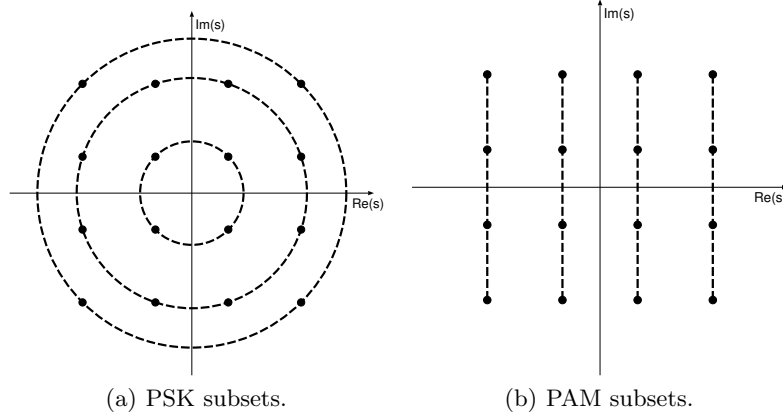 Im(s)
Re(s)
(a) PSK subsets.
Im(s)
Re(s)
(b) PAM subsets.